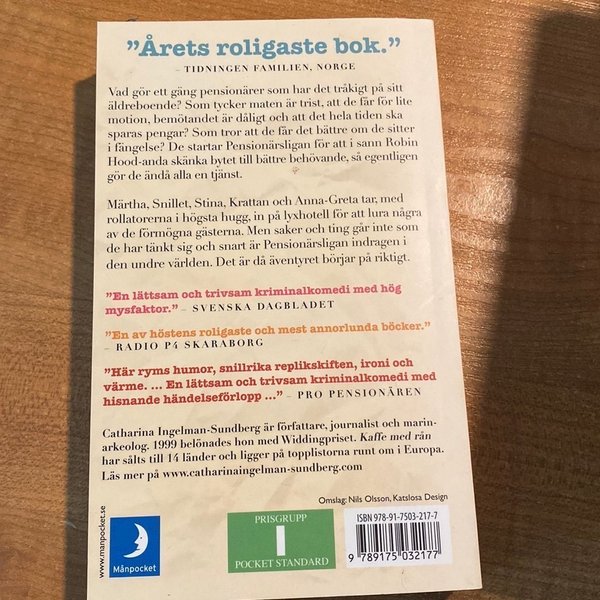 "Årets roligaste bok."
– TIDNINGEN FAMILIEN, NORGE
Vad gör ett gäng pensionärer som har det tråkigt på sitt
äldreboende? Som tycker maten är trist, att de får för lite
motion, bemötandet är dåligt och att det hela tiden ska
sparas pengar? Som tror att de får det bättre om de sitter
i fängelse? De startar Pensionärsligan för att i sann Robin
Hood-anda skänka bytet till bättre behövande, så egentligen
gör de ändå alla en tjänst.
Märtha, Snillet, Stina, Krattan och Anna-Greta tar, med
rollatorerna i högsta hugg, in på lyxhotell för att lura några
av de förmögna gästerna. Men saker och ting går inte som
de har tänkt sig och snart är Pensionärsligan indragen i
den undre världen. Det är då äventyret börjar på riktigt.
"En lättsam och trivsam kriminalkomedi med hög
mysfaktor." – SVENSKA DAGBLADET
"En av höstens roligaste och mest annorlunda böcker."
– RADIO P4 SKARABORG
"Här ryms humor, snillrika replikskiften, ironi och
värme. ... En lättsam och trivsam kriminalkomedi med
hisnande händelseförlopp ..." – PRO PENSIONÄREN
Catharina Ingelman-Sundberg är författare, journalist och marin-
arkeolog. 1999 belönades hon med Widdingpriset. Kaffe med rån
har sålts till 14 länder och ligger på topplistorna runt om i Europa.
Läs mer på www.catharinaingelman-sundberg.com
Omslag: Nils Olsson, Katslosa Design
www.manpocket.se
Månpocket
PRISGRUPP
1
POCKET STANDARD
ISBN 978-91-7503-217-7
9 789175 032177